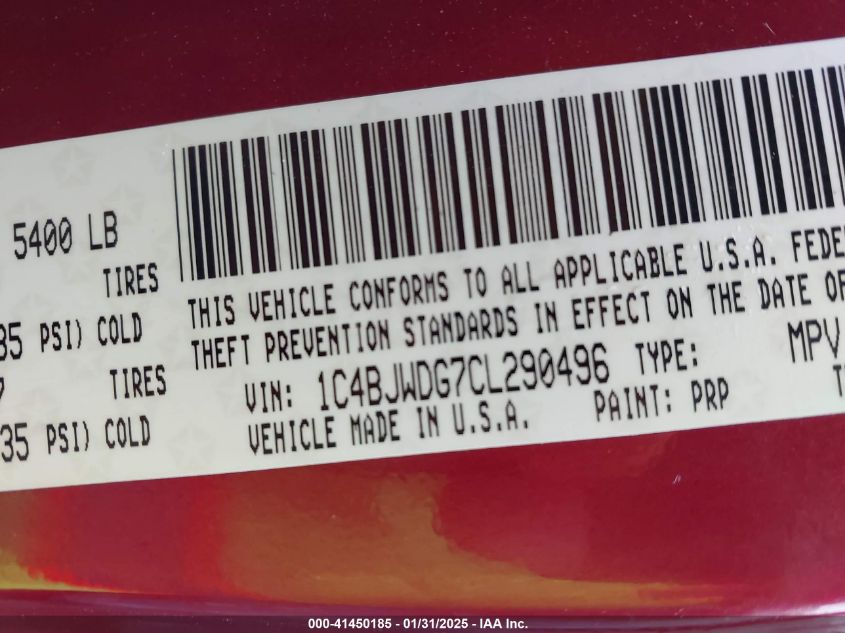 5400 LB
TIRES
35 PSI) COLD
TIRES
35 PSI) COLD
THIS VEHICLE CONFORMS TO ALL APPLICABLE U.S.A. FEDE
THEFT PREVENTION STANDARDS IN EFFECT ON THE DATE OF
VIN: 1C4BJWDG7CL290496 TYPE: MPV
VEHICLE MADE IN U.S.A. PAINT: PRP
000-41450185 - 01/31/2025 - IAA Inc.